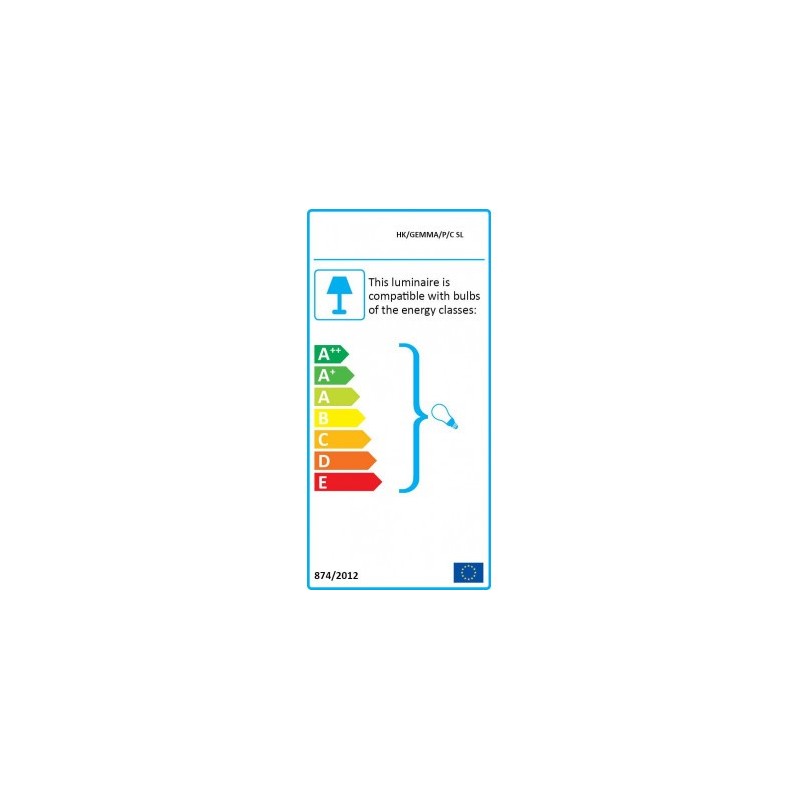 HK/GEMMA/P/C SL
This luminaire is
compatible with bulbs
of the energy classes:
A++
A+
A
B
C
D
E
874/2012